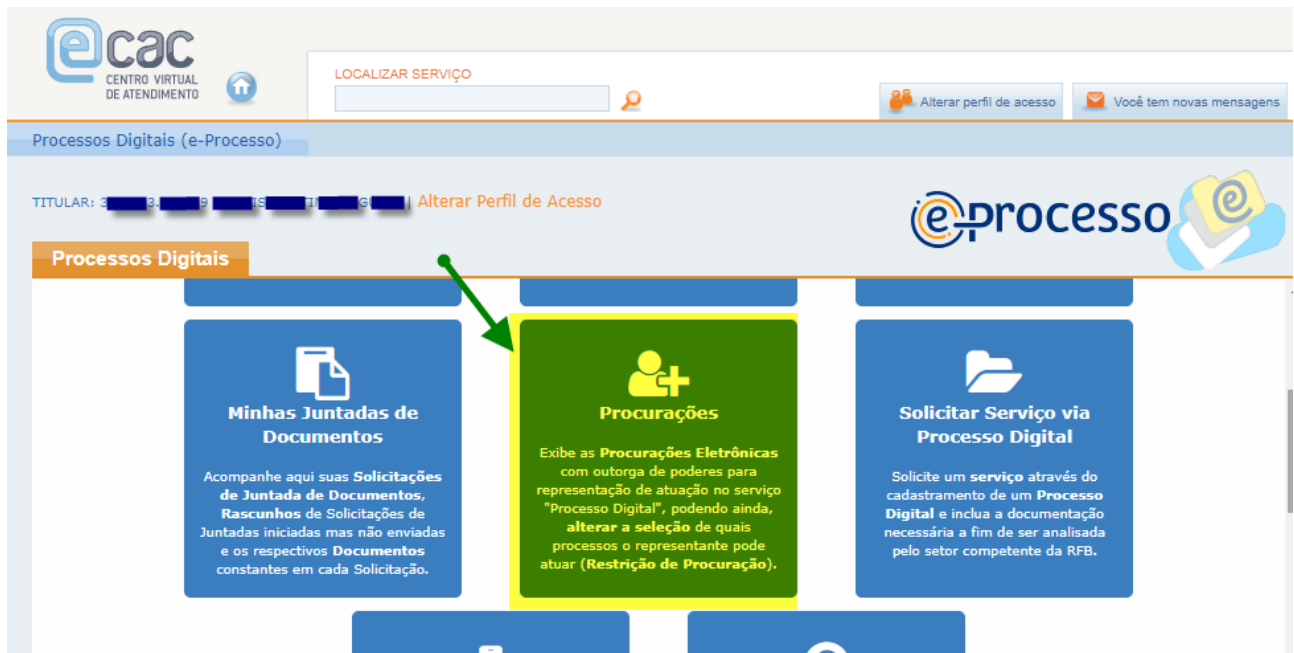 ecac
CENTRO VIRTUAL
DE ATENDIMENTO
LOCALIZAR SERVIÇO
Alterar perfil de acesso
Você tem novas mensagens
Processos Digitais (e-Processo)
TITULAR: 3 3. 9 IS G | Alterar Perfil de Acesso
e-processo
Processos Digitais
Minhas Juntadas de
Documentos
Acompanhe aqui suas Solicitações
de Juntada de Documentos,
Rascunhos de Solicitações de
Juntadas iniciadas mas não enviadas
e os respectivos Documentos
constantes em cada Solicitação.
Procurações
Exibe as Procurações Eletrônicas
com outorga de poderes para
representação de atuação no serviço
"Processo Digital", podendo ainda,
alterar a seleção de quais
processos o representante pode
atuar (Restrição de Procuração).
Solicitar Serviço via
Processo Digital
Solicite um serviço através do
cadastramento de um Processo
Digital e inclua a documentação
necessária a fim de ser analisada
pelo setor competente da RFB.